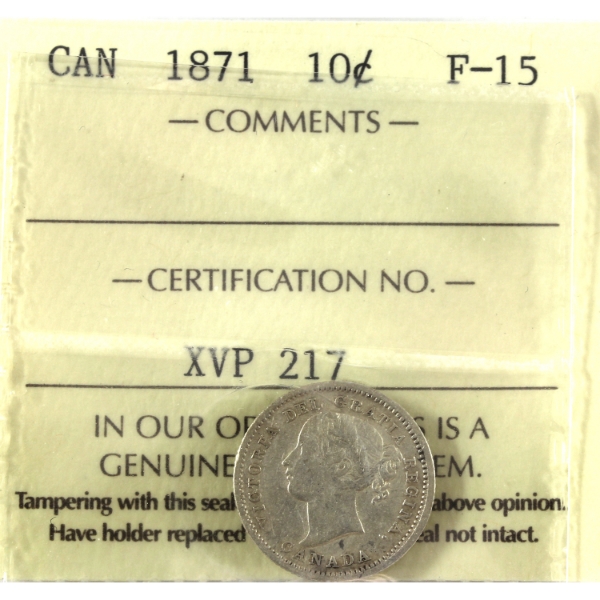 CAN 1871 10¢ F-15
— COMMENTS —
— CERTIFICATION NO. —
XVP 217
IN OUR OP S IS A
GENUINE EM.
Tampering with this seal above opinion.
Have holder replaced al not intact.
VICTORIA DEI GRATIA REGINA
CANADA